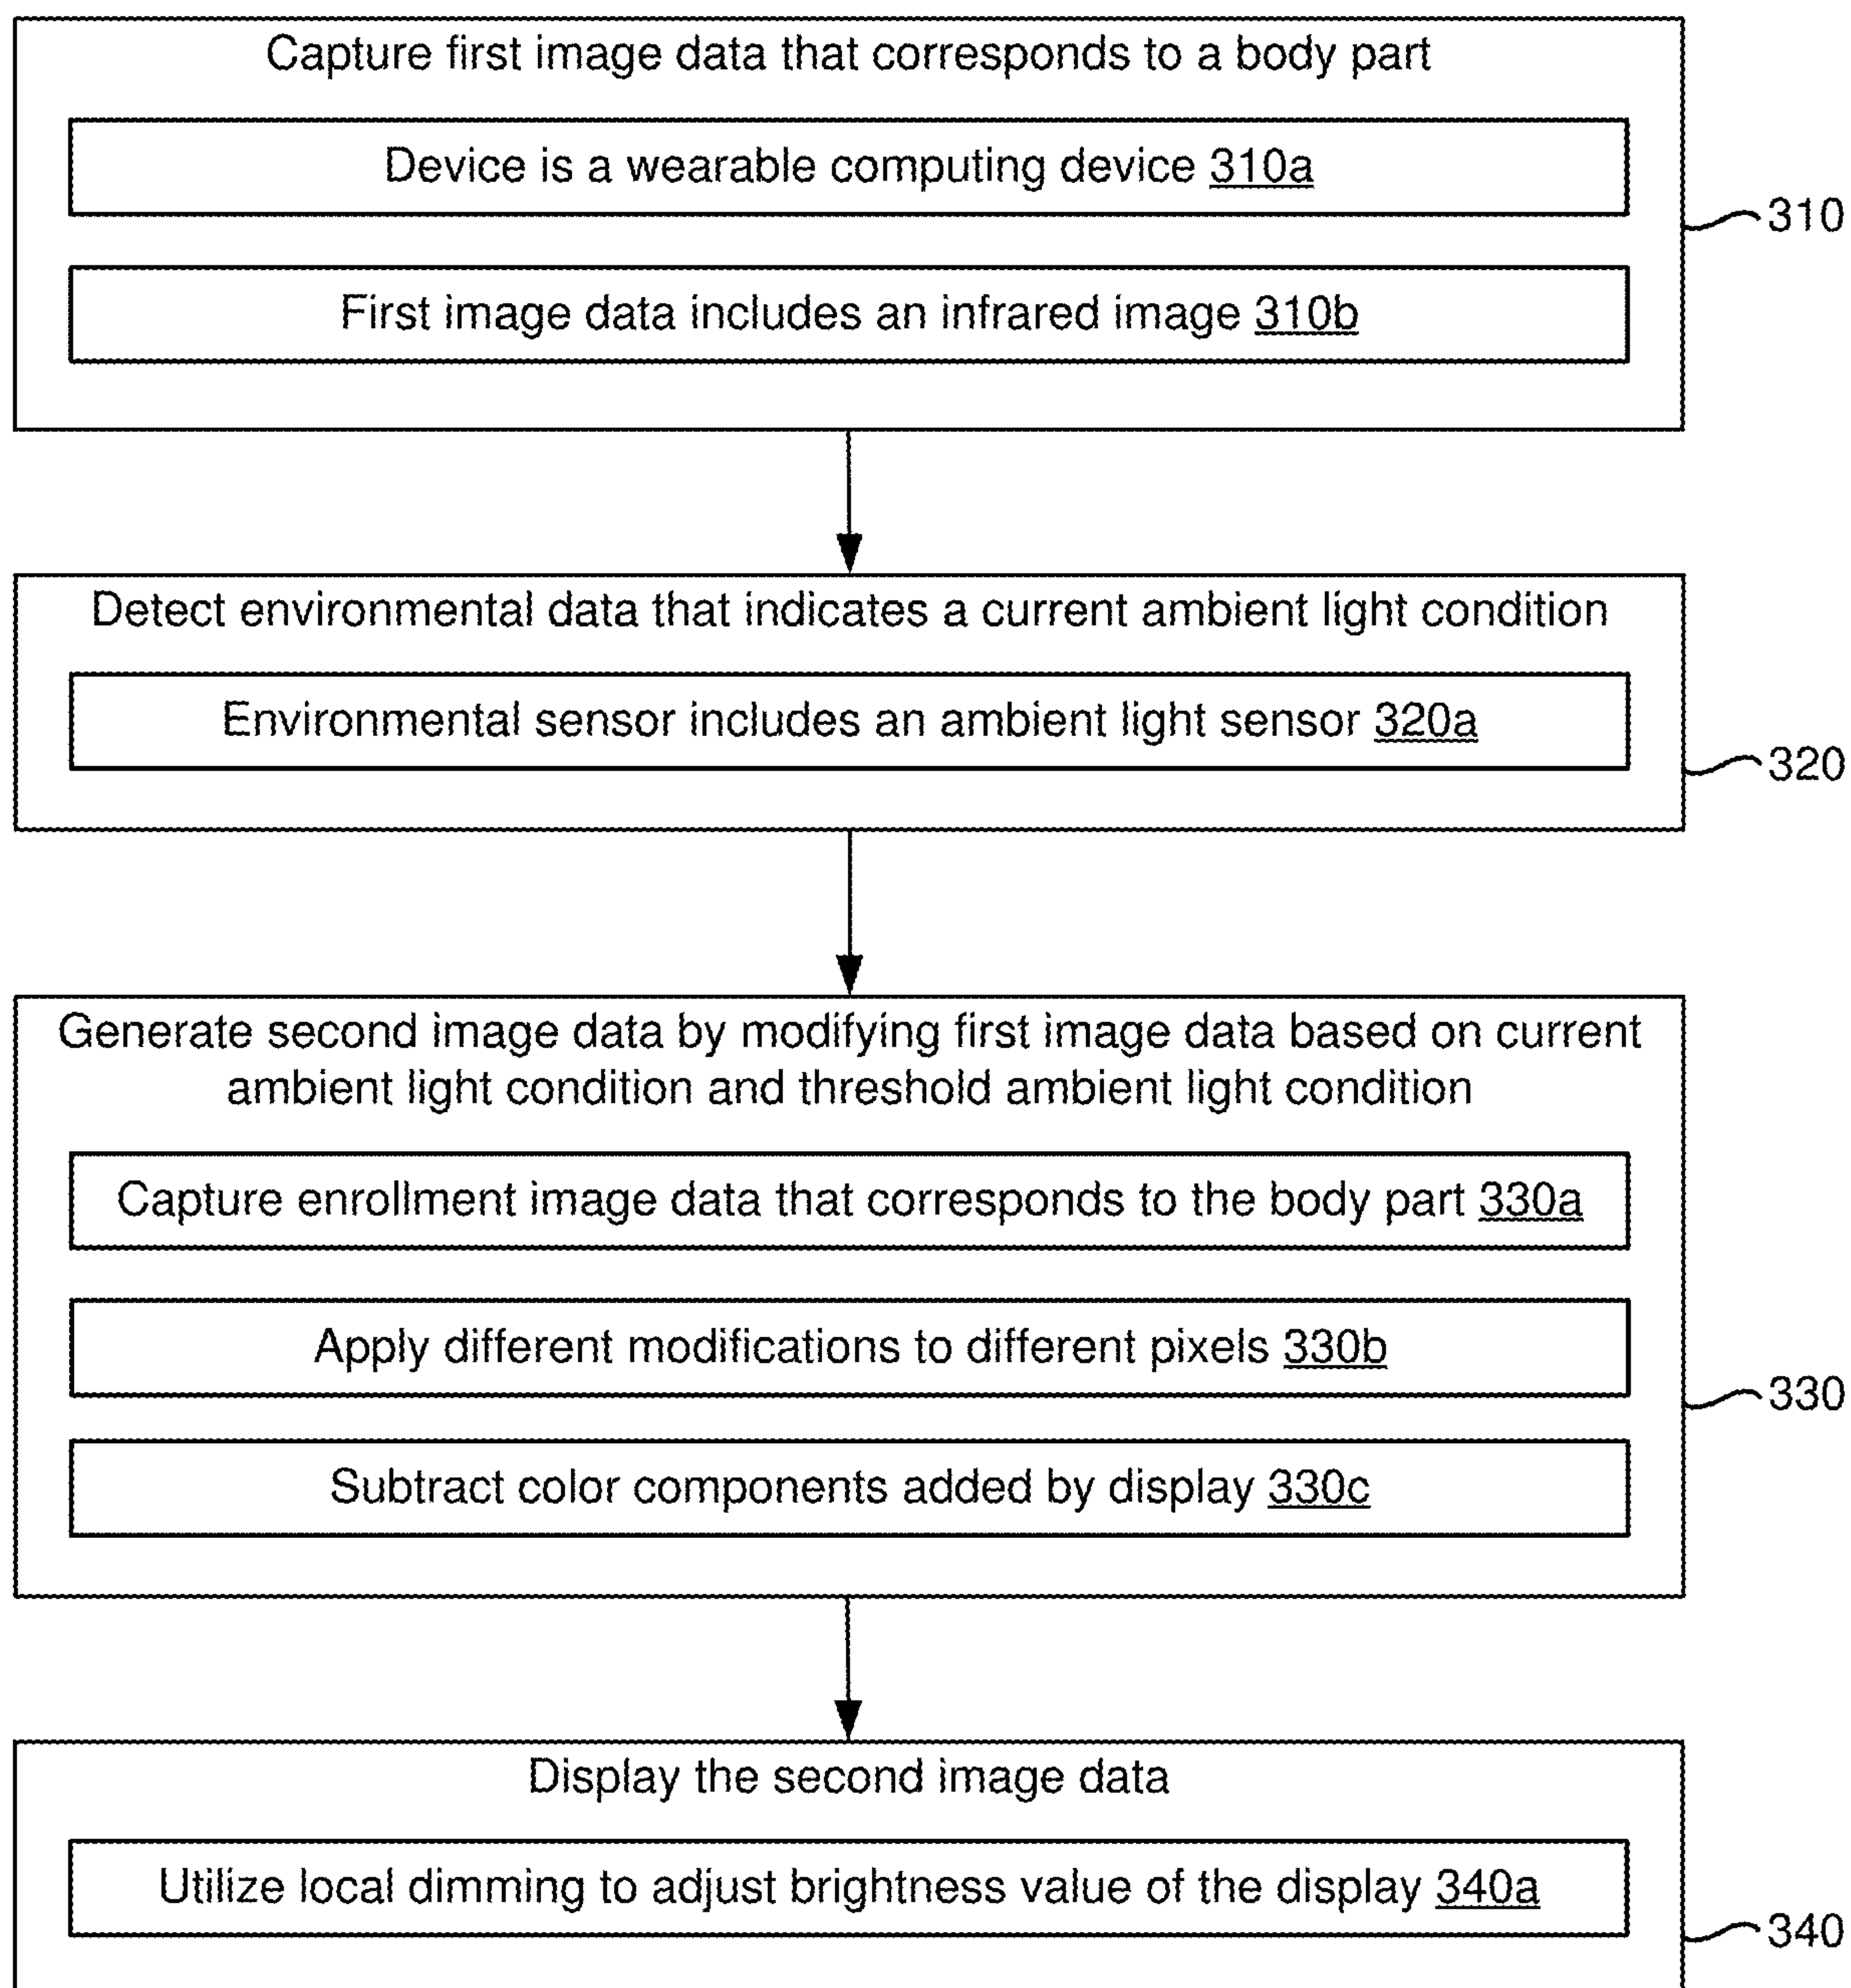 Capture first image data that corresponds to a body part
Device is a wearable computing device 310a
First image data includes an infrared image 310b
310
Detect environmental data that indicates a current ambient light condition
Environmental sensor includes an ambient light sensor 320a
320
Generate second image data by modifying first image data based on current
ambient light condition and threshold ambient light condition
Capture enrollment image data that corresponds to the body part 330a
Apply different modifications to different pixels 330b
Subtract color components added by display 330c
330
Display the second image data
Utilize local dimming to adjust brightness value of the display 340a
340